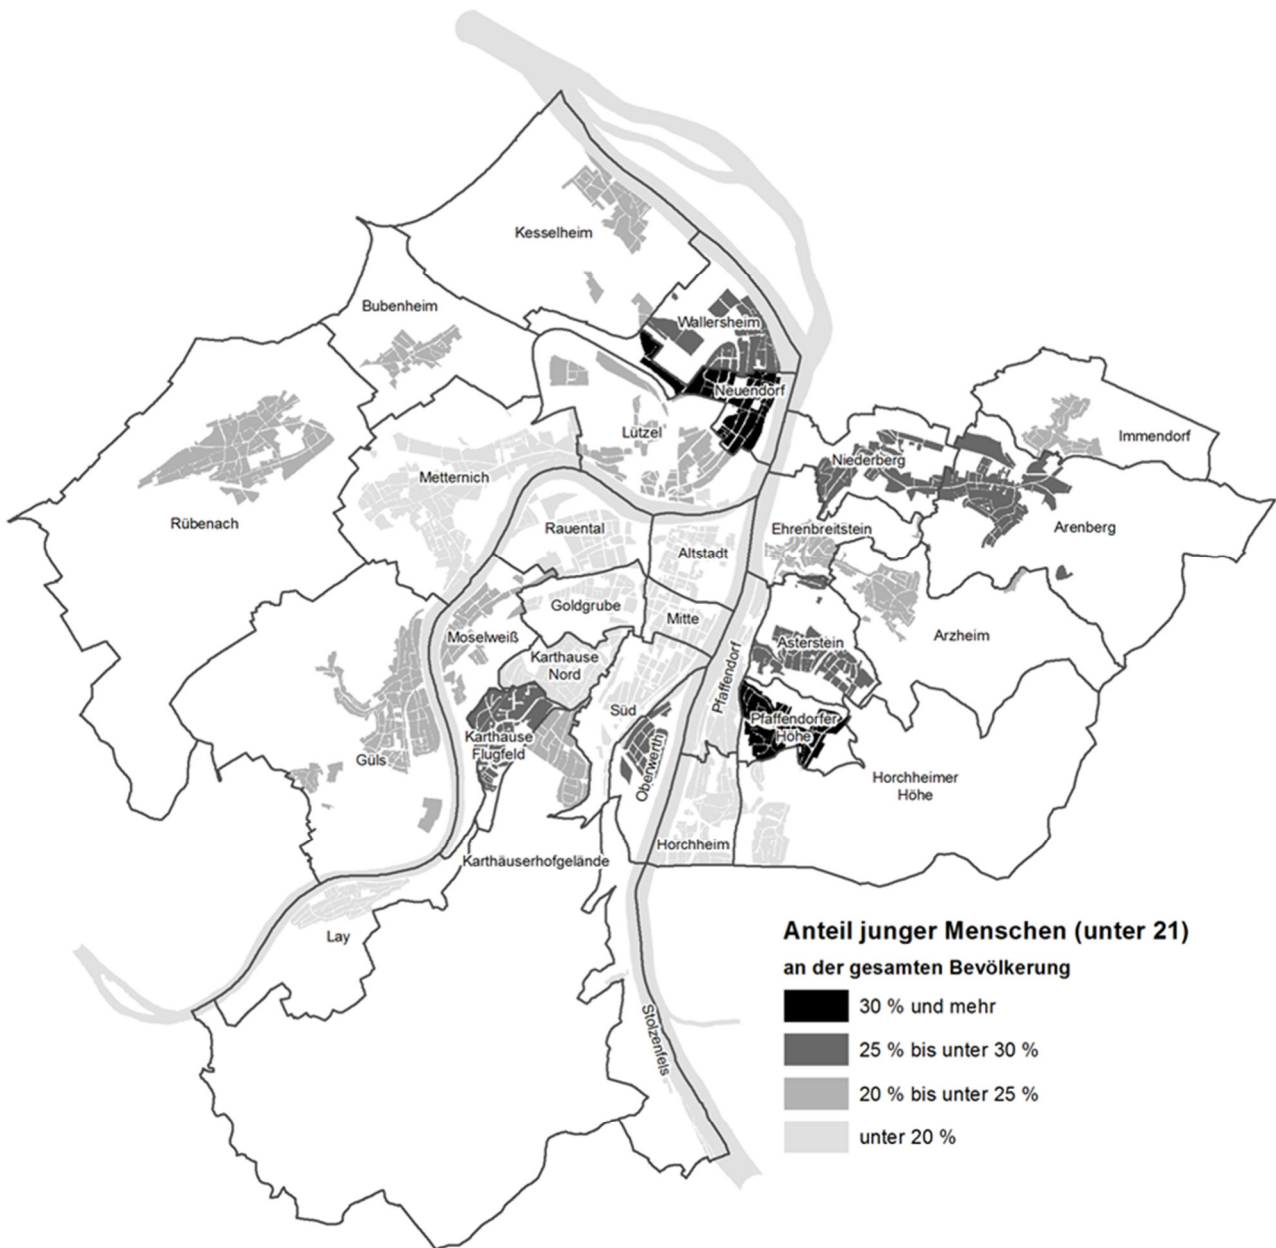 Kesselheim
Bubenheim
Wallersheim
Neuendorf
Lützel
Immendorf
Niederberg
Metternich
Rübenach
Rauental
Altstadt
Ehrenbreitstein
Arenberg
Goldgrube
Mitte
Moselweiß
Asterstein
Arzheim
Karthause
Nord
Süd
Pfaffendorf
Pfaffendorfer
Höhe
Karthause
Flugfeld
Güls
Oberwerth
Horchheimer
Höhe
Horchheim
Karthäuserhofgelände
Lay
Stolzenfels
Anteil junger Menschen (unter 21)
an der gesamten Bevölkerung
30 % und mehr
25 % bis unter 30 %
20 % bis unter 25 %
unter 20 %